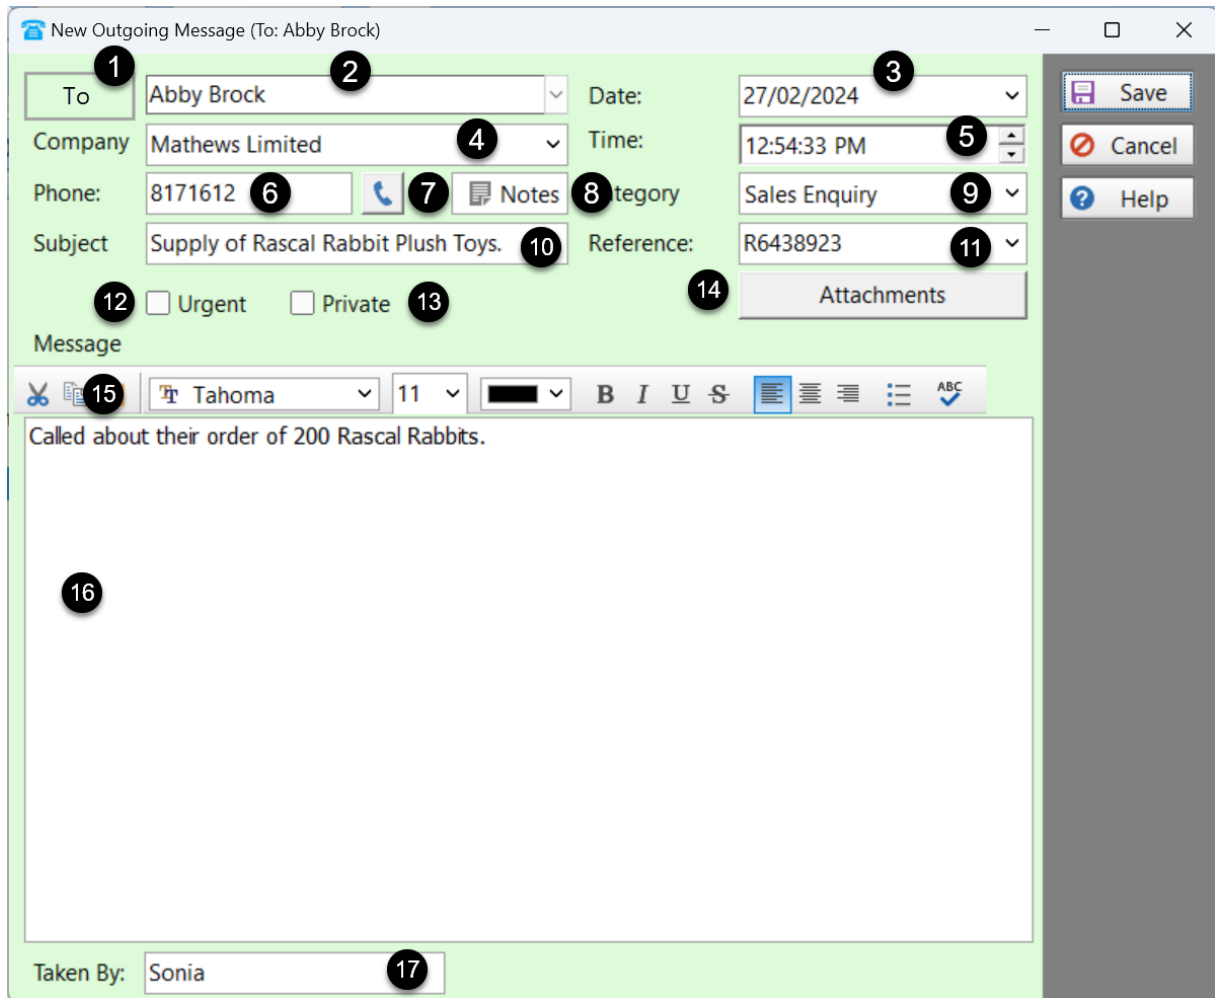 New Outgoing Message (To: Abby Brock)
1 2 3
To Abby Brock Date: 27/02/2024 Save
Company Mathews Limited 4 Time: 12:54:33 PM 5 Cancel
Phone: 8171612 6 7 Notes 8 Sales Enquiry 9 Help
Subject Supply of Rascal Rabbit Plush Toys. 10 Reference: R6438923 11
12 Urgent Private 13 14 Attachments
Message
15 Tahoma 11 B I U S ABC
Called about their order of 200 Rascal Rabbits.
16
Taken By: Sonia 17